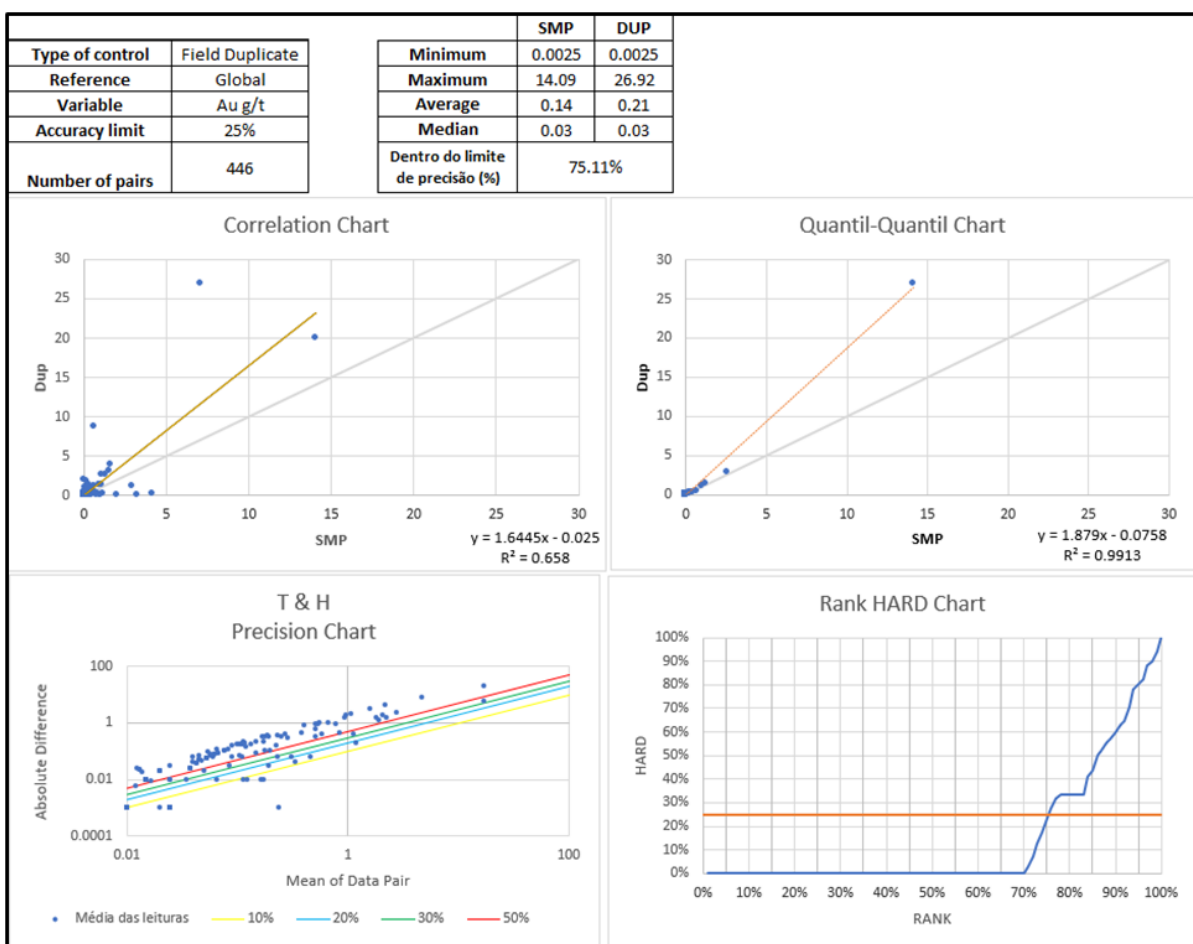 SMP DUP
Type of control Field Duplicate
Reference Global
Variable Au g/t
Accuracy limit 25%
Number of pairs 446
Minimum 0.0025 0.0025
Maximum 14.09 26.92
Average 0.14 0.21
Median 0.03 0.03
Dentro do limite
de precisão (%) 75.11%
Correlation Chart
30
25
20
15
10
5
0
Dup
0 5 10 15 20 25 30
SMP
y = 1.6445x - 0.025
R² = 0.658
Quantil-Quantil Chart
30
25
20
15
10
5
0
Dup
0 5 10 15 20 25 30
SMP
y = 1.879x - 0.0758
R² = 0.9913
T & H
Precision Chart
100
1
0.01
0.0001
Absolute Difference
0.01 1 100
Mean of Data Pair
Média das leituras 10% 20% 30% 50%
Rank HARD Chart
100%
90%
80%
70%
60%
50%
40%
30%
20%
10%
0%
HARD
0% 10% 20% 30% 40% 50% 60% 70% 80% 90% 100%
RANK